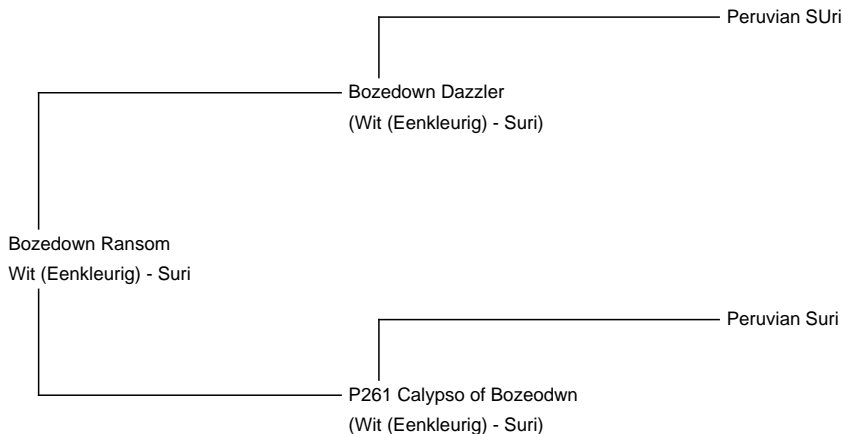 Peruvian SUri
Bozedown Dazzler
(Wit (Eenkleurig) - Suri)
Bozedown Ransom
Wit (Eenkleurig) - Suri
Peruvian Suri
P261 Calypso of Bozeodwn
(Wit (Eenkleurig) - Suri)